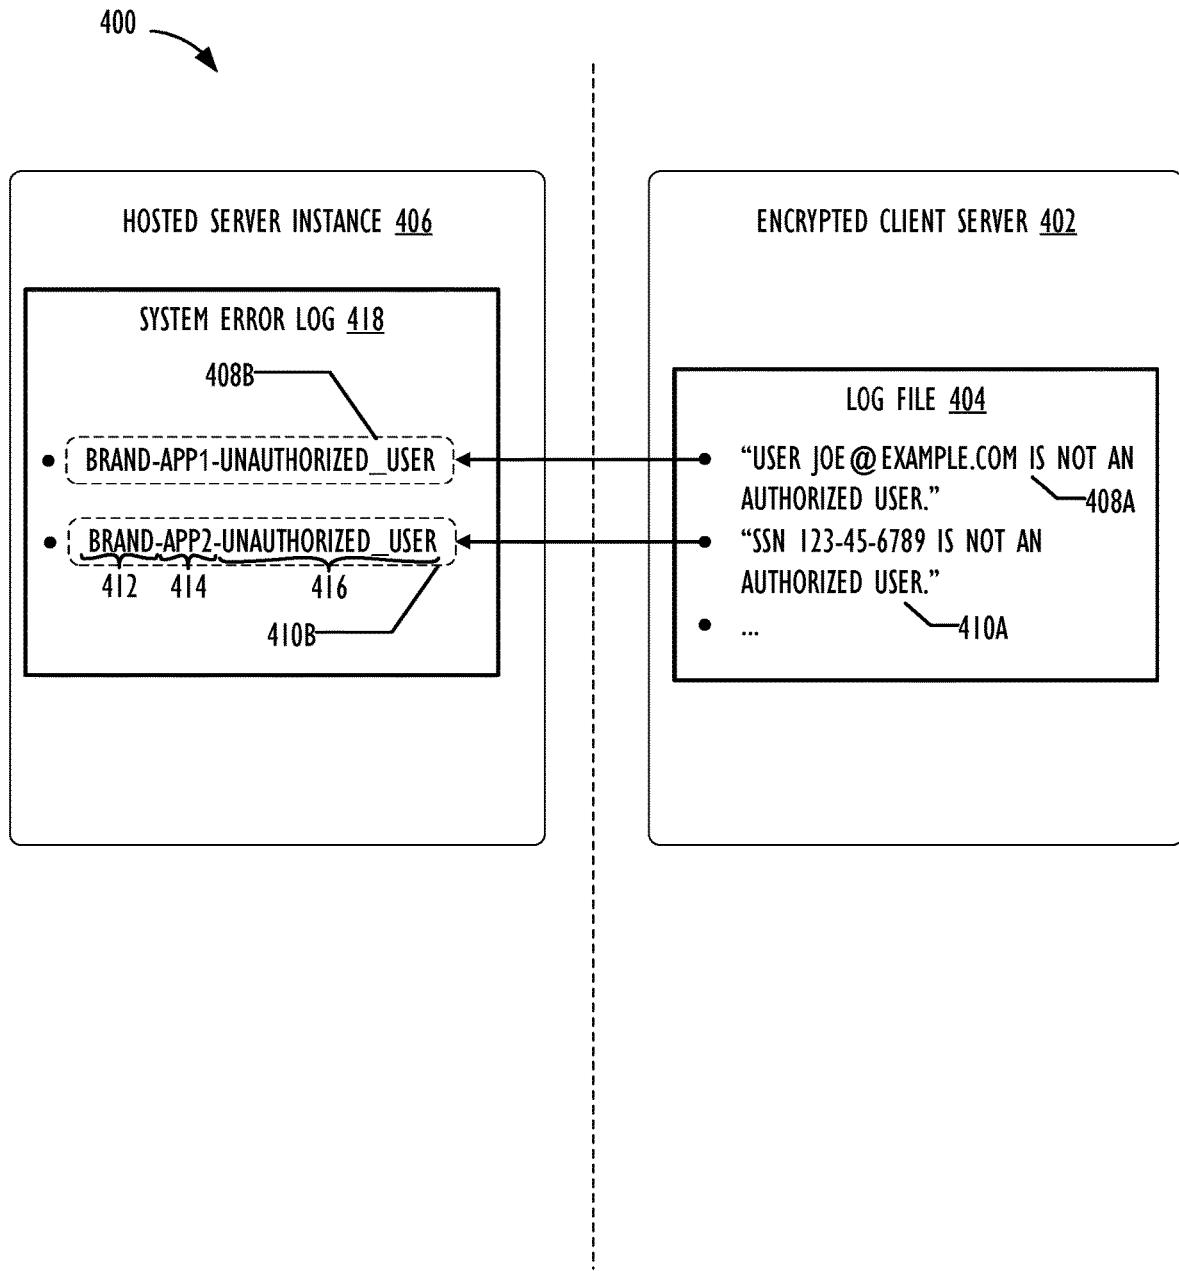 400
HOSTED SERVER INSTANCE 406
SYSTEM ERROR LOG 418
408B
BRAND-APP1-UNAUTHORIZED_USER
BRAND-APP2-UNAUTHORIZED_USER
412 414 416
410B
ENCRYPTED CLIENT SERVER 402
LOG FILE 404
“USER JOE@EXAMPLE.COM IS NOT AN
AUTHORIZED USER.”
408A
“SSN 123-45-6789 IS NOT AN
AUTHORIZED USER.”
410A
...